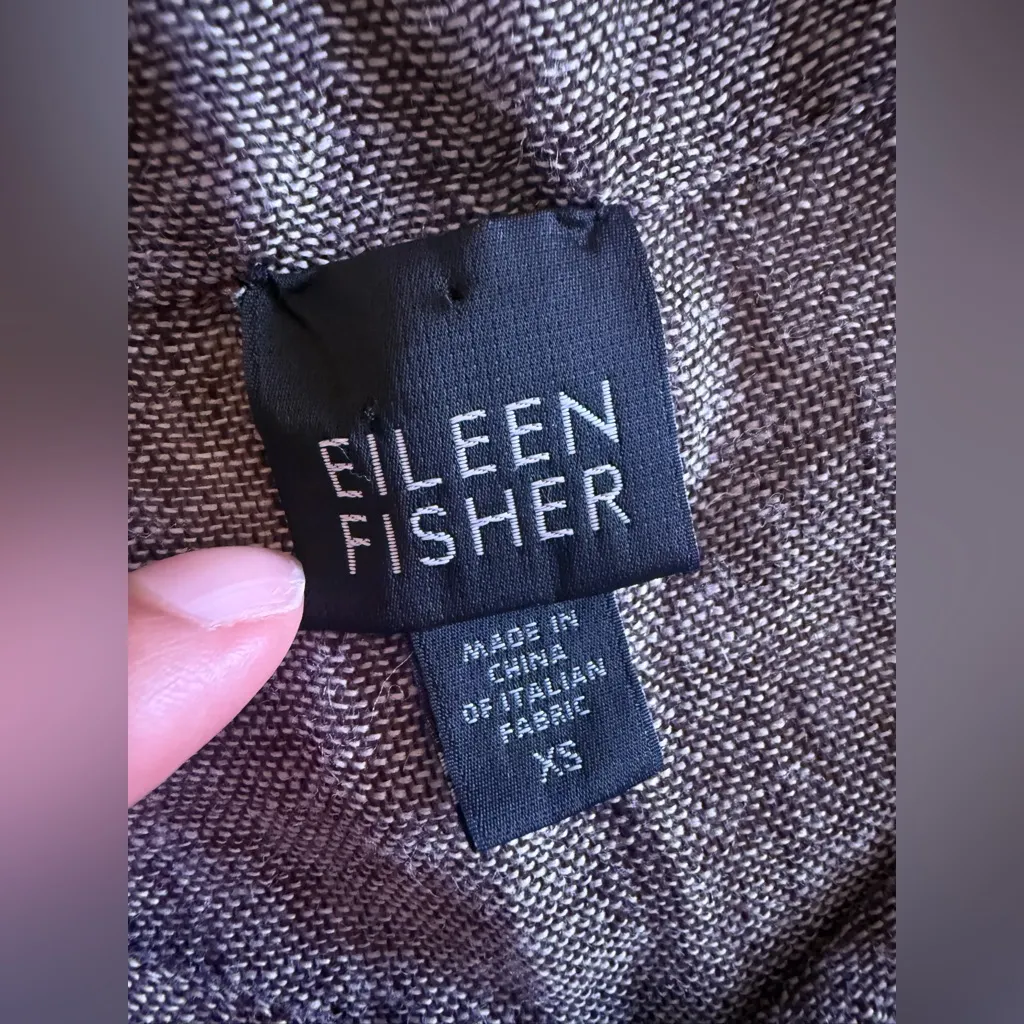 EILEEN
FISHER
MADE IN
CHINA
OF ITALIAN
FABRIC
XS